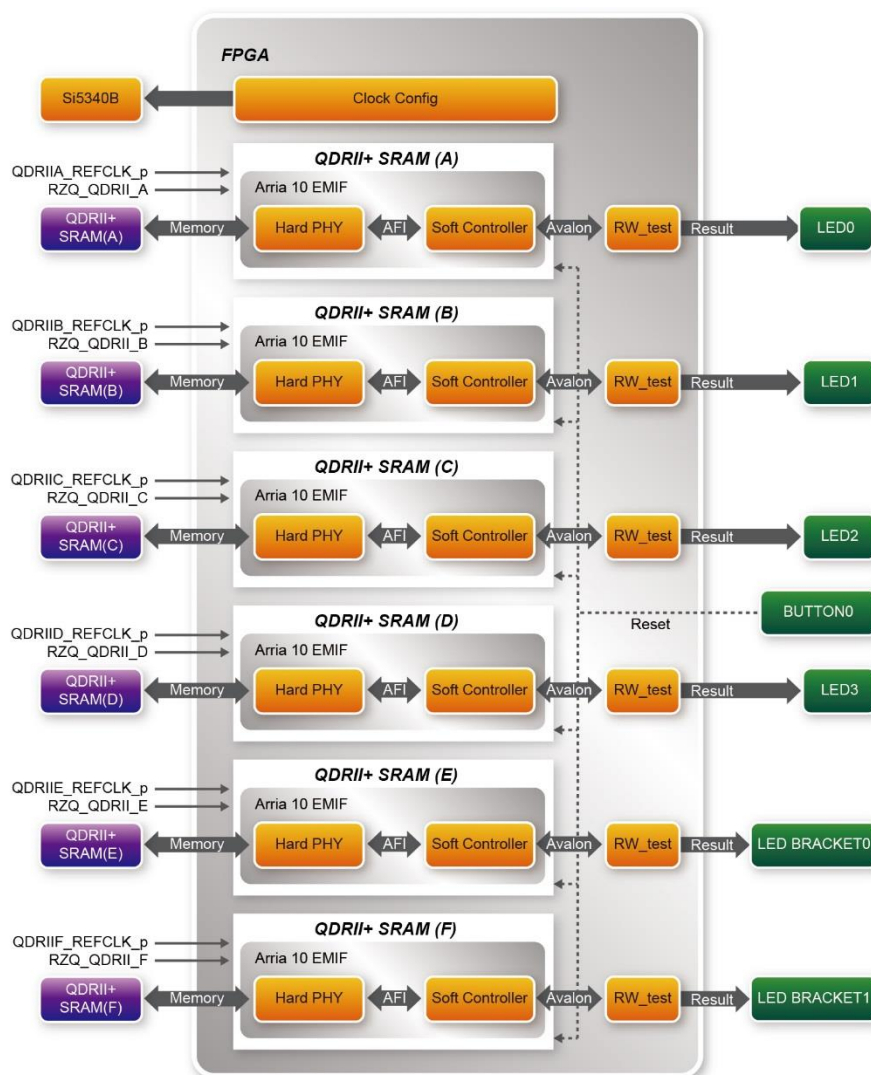 FPGA
Si5340B
Clock Config
QDRII+ SRAM (A)
QDRIIA_REFCLK_p
RZQ_QDRII_A
Arria 10 EMIF
QDRII+
SRAM(A)
Memory
Hard PHY
AFI
Soft Controller
Avalon
RW_test
Result
LED0
QDRII+ SRAM (B)
QDRIIB_REFCLK_p
RZQ_QDRII_B
Arria 10 EMIF
QDRII+
SRAM(B)
Memory
Hard PHY
AFI
Soft Controller
Avalon
RW_test
Result
LED1
QDRII+ SRAM (C)
QDRIIC_REFCLK_p
RZQ_QDRII_C
Arria 10 EMIF
QDRII+
SRAM(C)
Memory
Hard PHY
AFI
Soft Controller
Avalon
RW_test
Result
LED2
BUTTON0
Reset
QDRII+ SRAM (D)
QDRIID_REFCLK_p
RZQ_QDRII_D
Arria 10 EMIF
QDRII+
SRAM(D)
Memory
Hard PHY
AFI
Soft Controller
Avalon
RW_test
Result
LED3
QDRII+ SRAM (E)
QDRIIE_REFCLK_p
RZQ_QDRII_E
Arria 10 EMIF
QDRII+
SRAM(E)
Memory
Hard PHY
AFI
Soft Controller
Avalon
RW_test
Result
LED BRACKET0
QDRII+ SRAM (F)
QDRIIF_REFCLK_p
RZQ_QDRII_F
Arria 10 EMIF
QDRII+
SRAM(F)
Memory
Hard PHY
AFI
Soft Controller
Avalon
RW_test
Result
LED BRACKET1